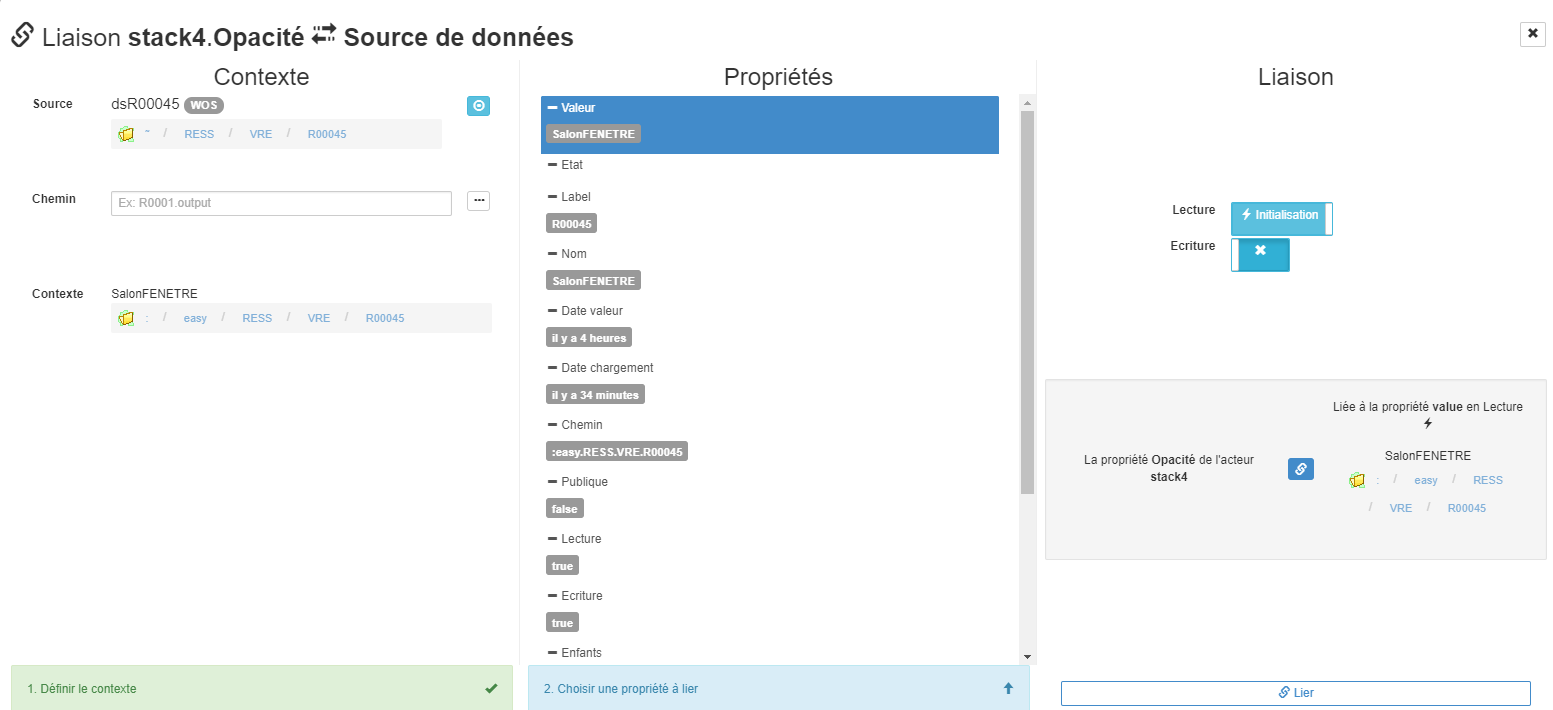 Liaison stack4.Opacité Source de données
Contexte
Source
dsR00045 WOS
" / RESS / VRE / R00045
Chemin
Ex: R0001.output
...
Contexte
SalonFENETRE
: / easy / RESS / VRE / R00045
1. Définir le contexte
Propriétés
Valeur
SalonFENETRE
Etat
Label
R00045
Nom
SalonFENETRE
Date valeur
il y a 4 heures
Date chargement
il y a 34 minutes
Chemin
:easy.RESS.VRE.R00045
Publique
false
Lecture
true
Ecriture
true
Enfants
2. Choisir une propriété à lier
Liaison
Lecture
Initialisation
Ecriture
La propriété Opacité de l'acteur
stack4
Liée à la propriété value en Lecture
SalonFENETRE
: / easy / RESS
/ VRE / R00045
Lier